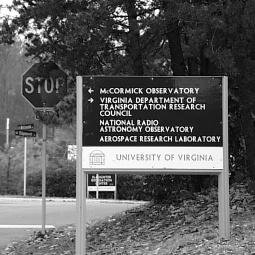 STOP
← McCORMICK OBSERVATORY
→ VIRGINIA DEPARTMENT OF
TRANSPORTATION RESEARCH
COUNCIL
NATIONAL RADIO
ASTRONOMY OBSERVATORY
AEROSPACE RESEARCH LABORATORY
UNIVERSITY OF VIRGINIA